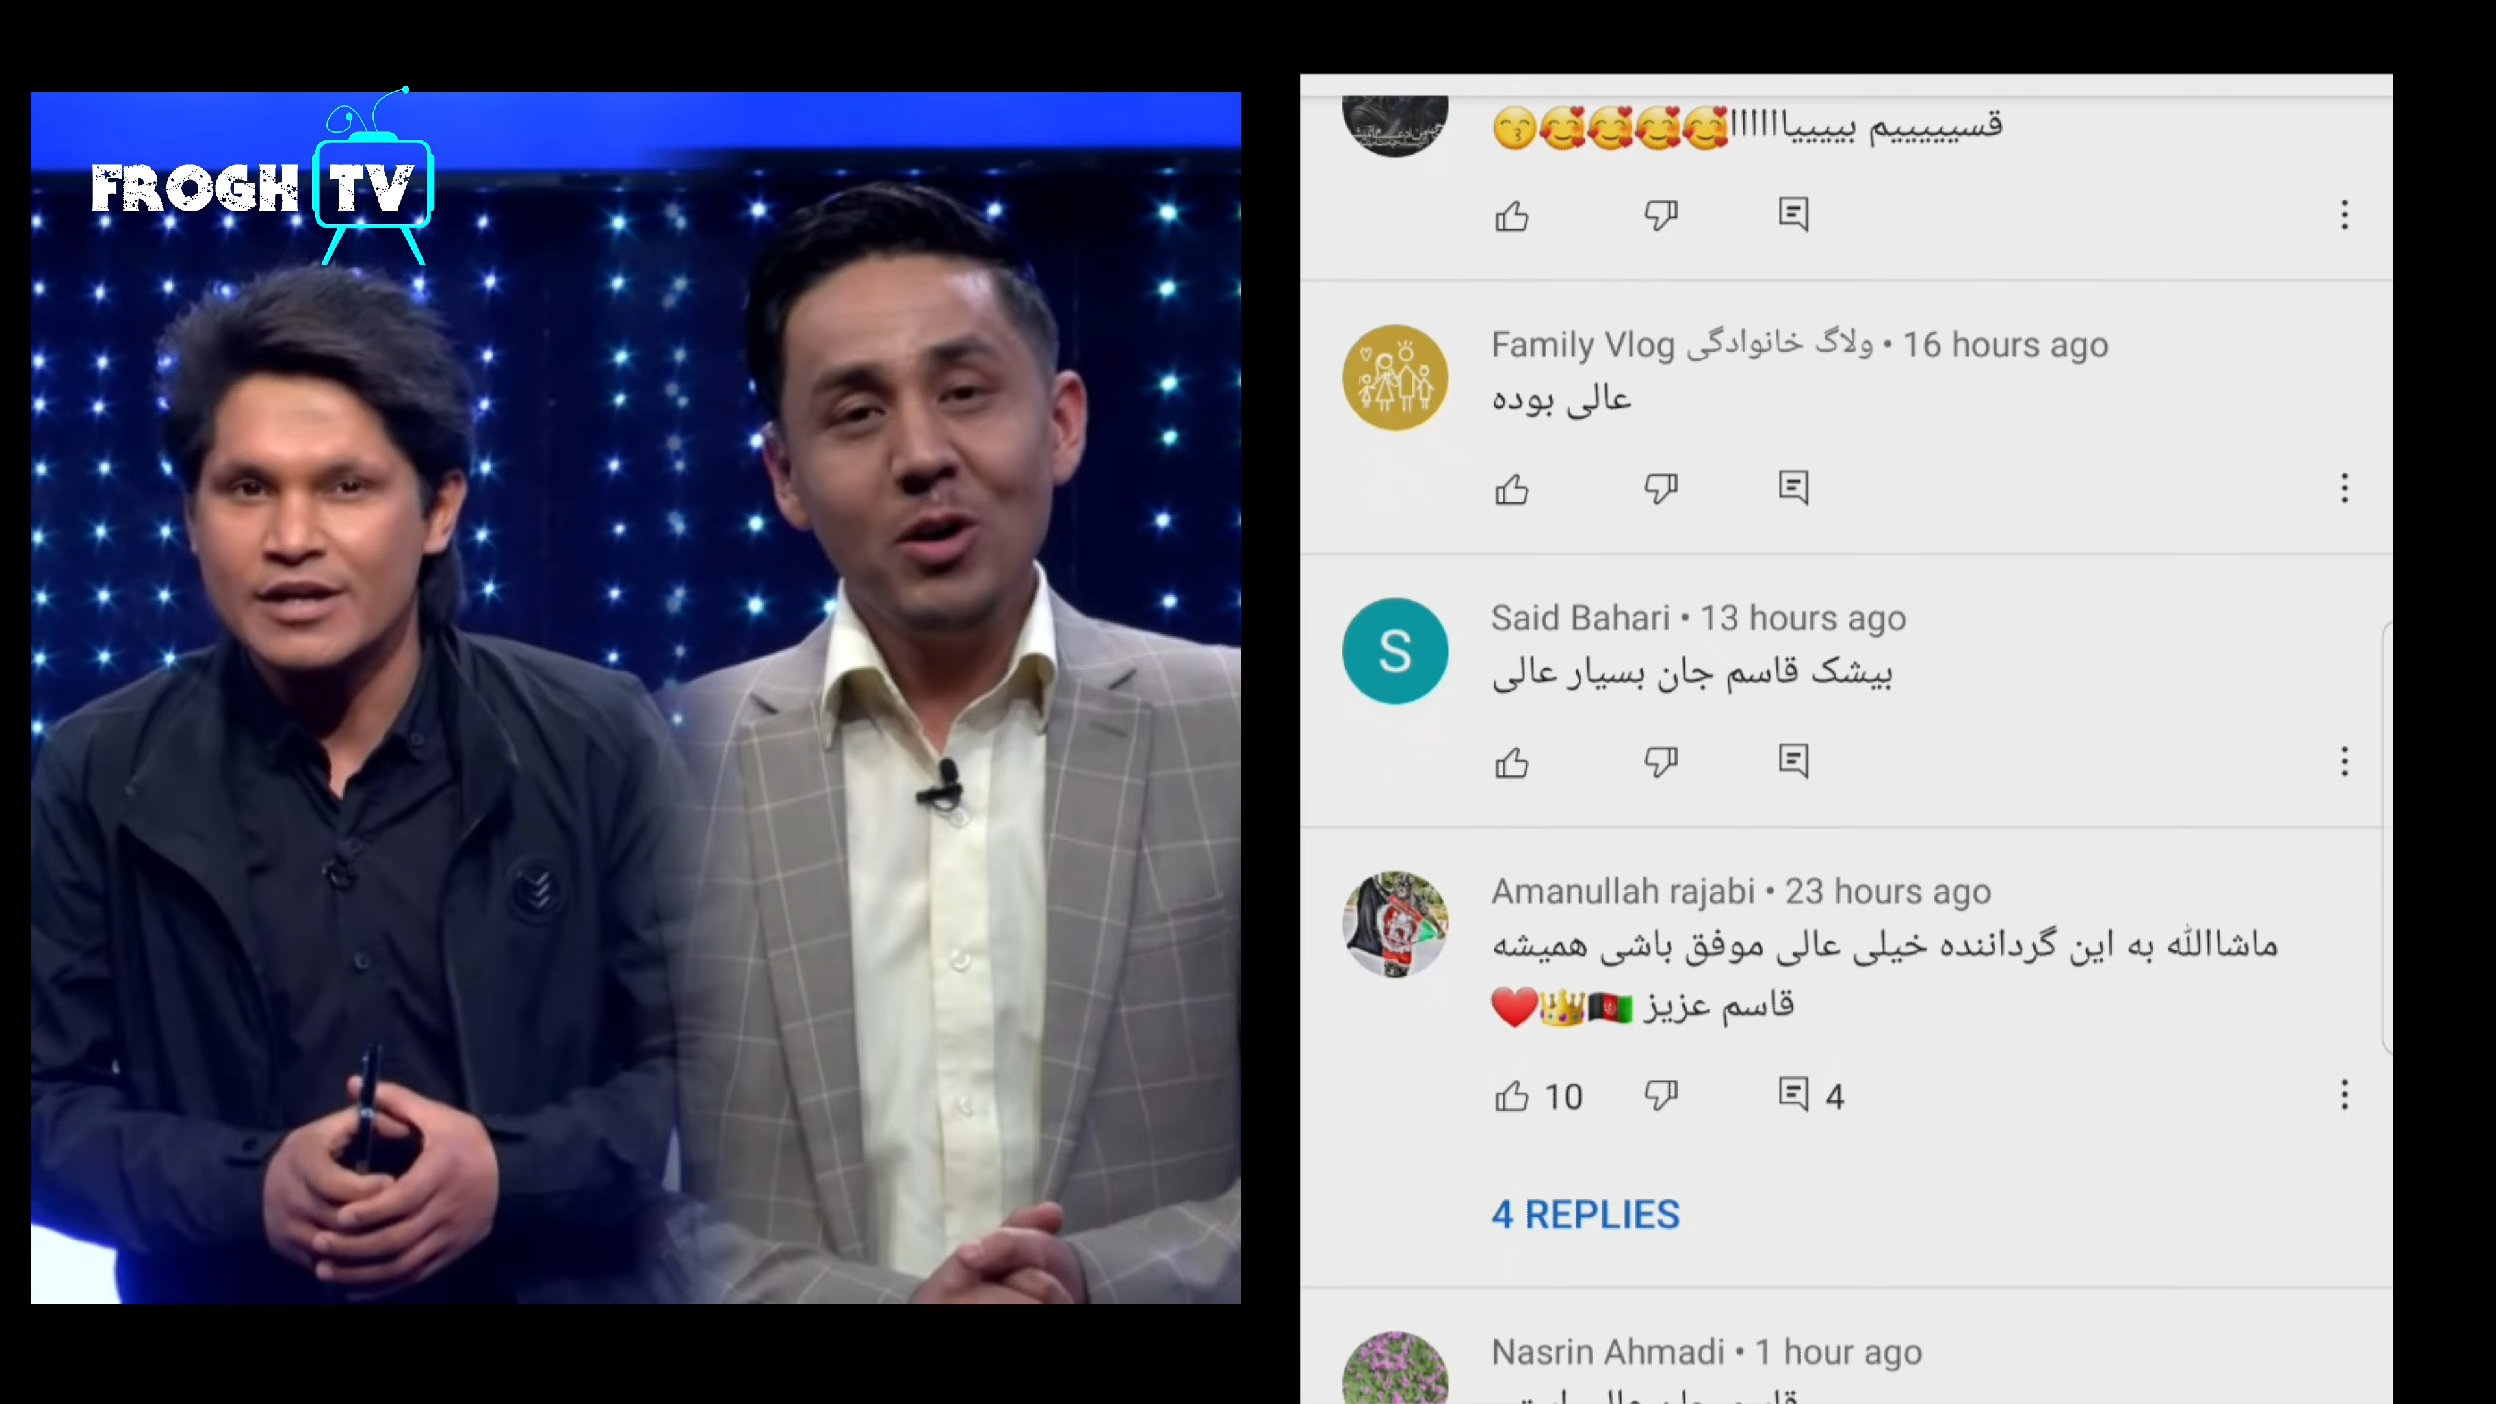 FROGH TV
قسیییییم بییییاااااا🥰🥰🥰🥰😙
Family Vlog ولاگ خانوادگی • 16 hours ago
عالی بوده
S
Said Bahari • 13 hours ago
بیشک قاسم جان بسیار عالی
Amanullah rajabi • 23 hours ago
ماشاالله به این گرداننده خیلی عالی موفق باشی همیشه
قاسم عزیز 🇦🇫👑❤️
10
4
4 REPLIES
Nasrin Ahmadi • 1 hour ago